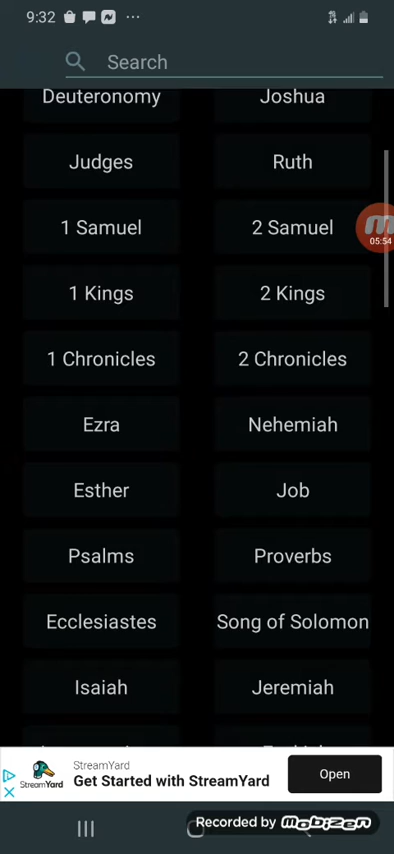 9:32
Search
Deuteronomy Joshua
Judges Ruth
1 Samuel 2 Samuel
05:54
1 Kings 2 Kings
1 Chronicles 2 Chronicles
Ezra Nehemiah
Esther Job
Psalms Proverbs
Ecclesiastes Song of Solomon
Isaiah Jeremiah
StreamYard
Get Started with StreamYard
Open
StreamYard
Recorded by mobizen